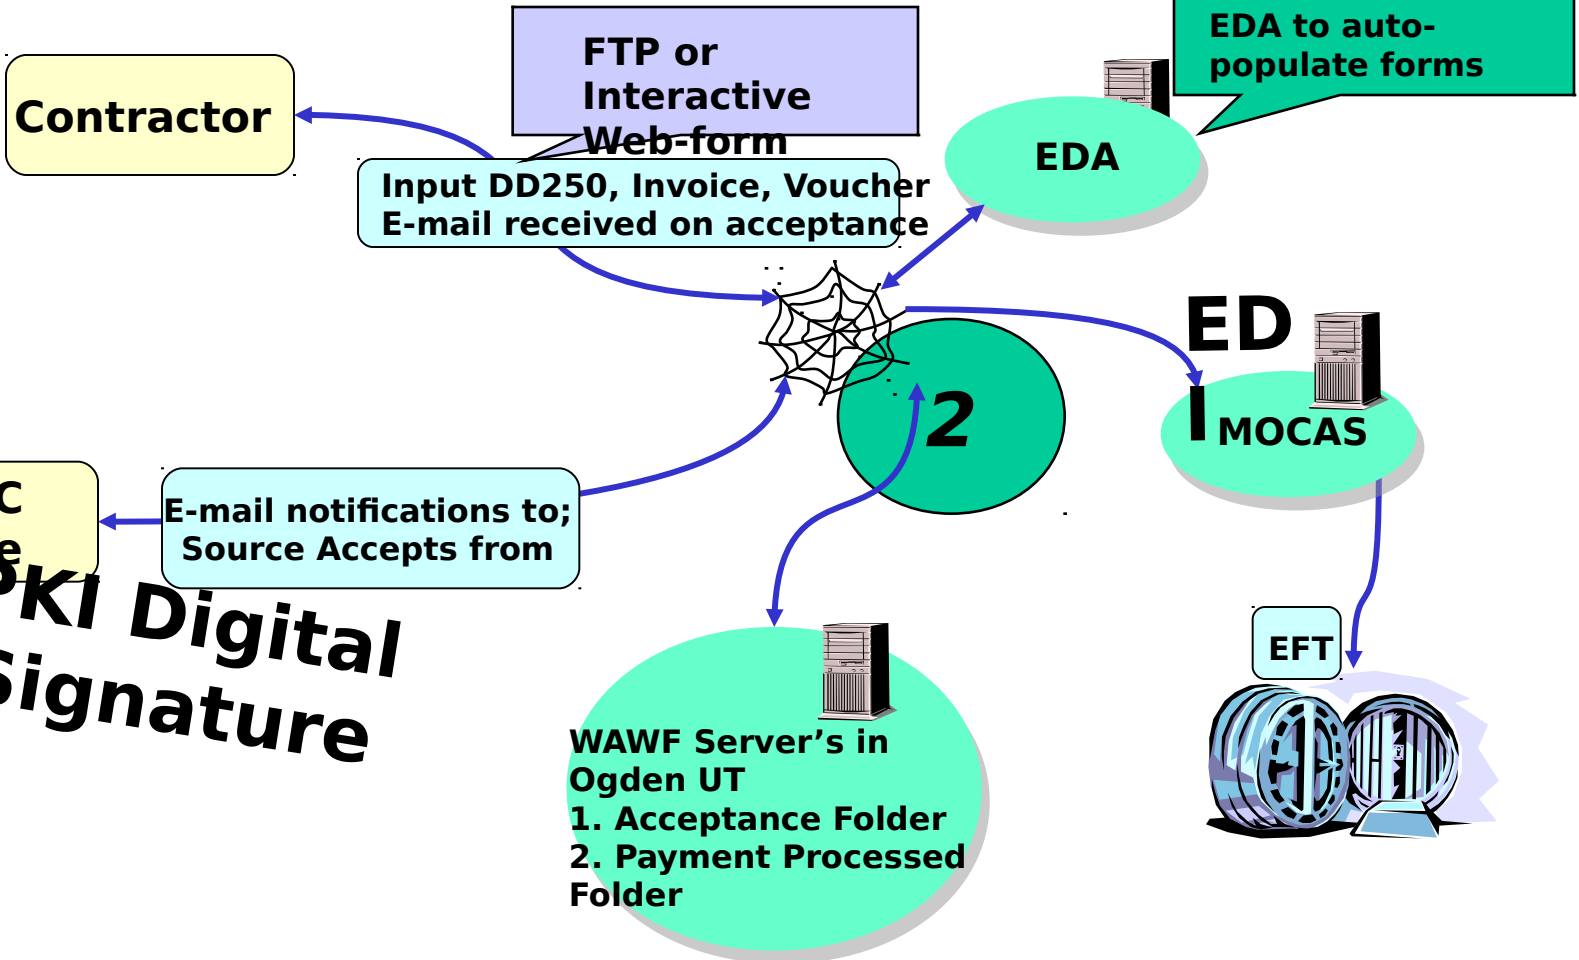 FTP or
Interactive
Web-form
EDA to auto-
populate forms
Contractor
EDA
Input DD250, Invoice, Voucher
E-mail received on acceptance
ED
I
MOCAS
2
C
e
E-mail notifications to;
Source Accepts from
PKI Digital
Signature
EFT
WAWF Server’s in
Ogden UT
1. Acceptance Folder
2. Payment Processed
Folder